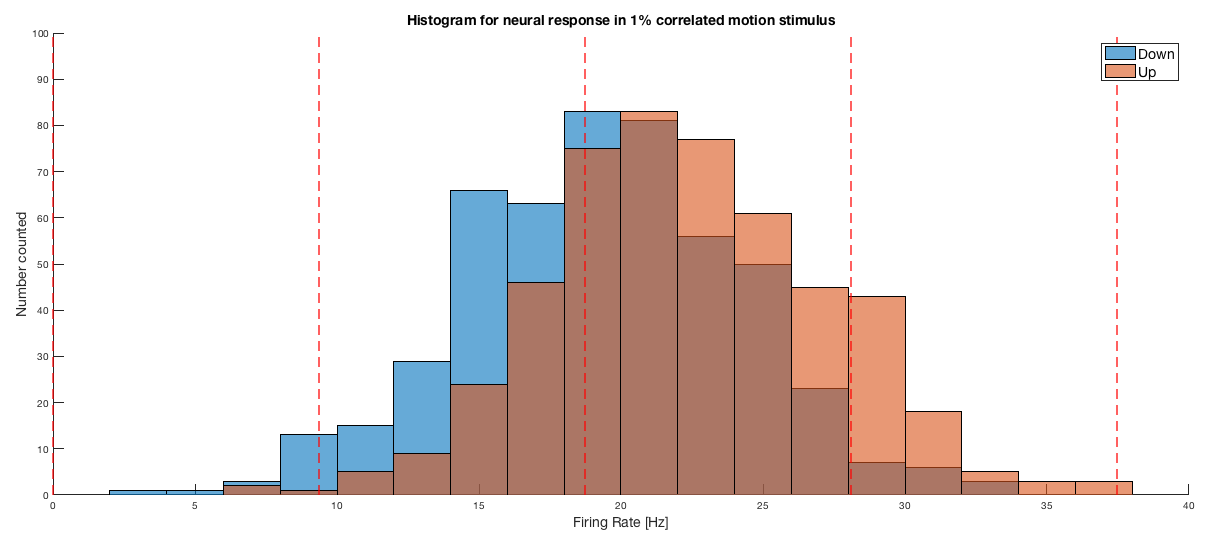 Histogram for neural response in 1% correlated motion stimulus
Down
Up
100
90
80
70
60
50
40
30
20
10
0
Number counted
0 5 10 15 20 25 30 35 40
Firing Rate [Hz]